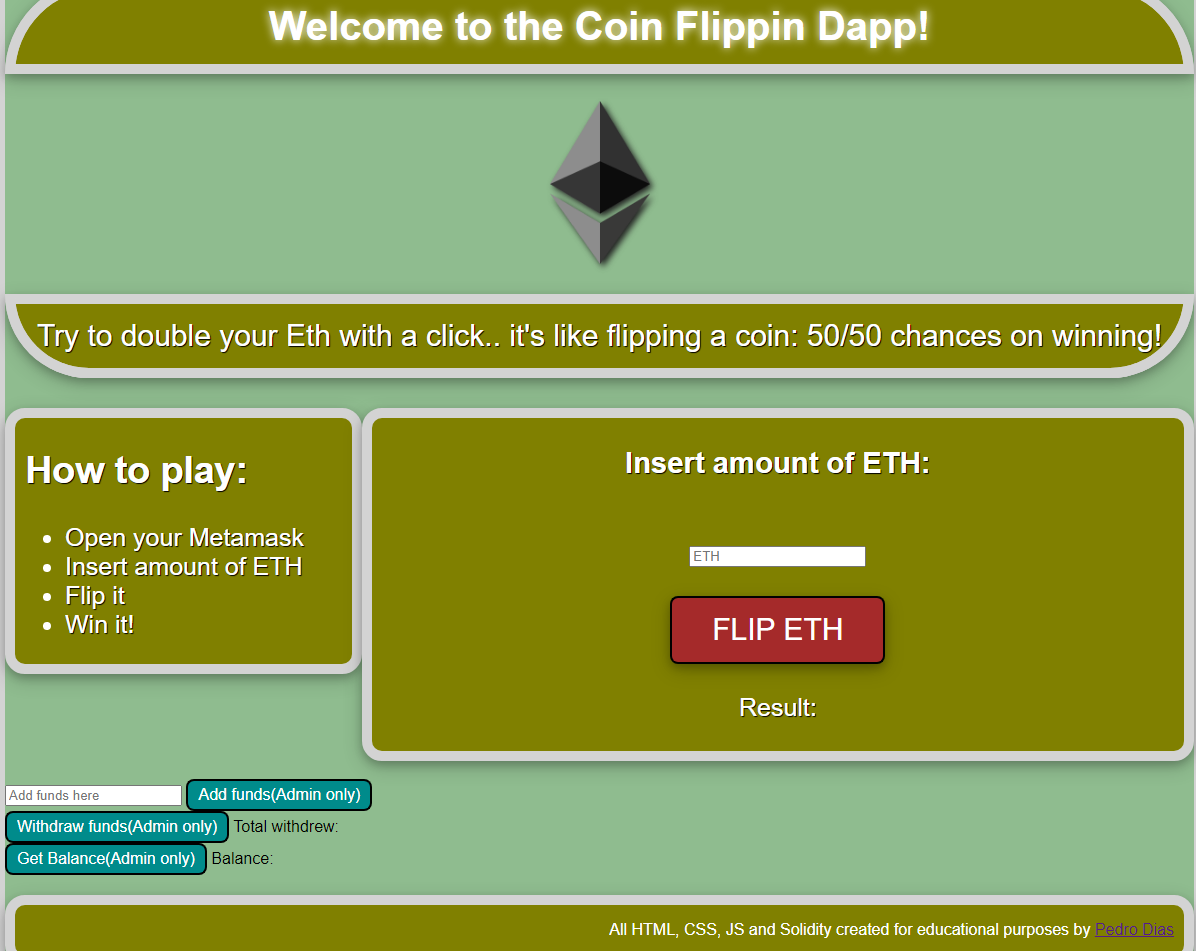 Welcome to the Coin Flippin Dapp!
Try to double your Eth with a click.. it's like flipping a coin: 50/50 chances on winning!
How to play:
Open your Metamask
Insert amount of ETH
Flip it
Win it!
Insert amount of ETH:
ETH
FLIP ETH
Result:
Add funds here Add funds(Admin only)
Withdraw funds(Admin only) Total withdrew:
Get Balance(Admin only) Balance:
All HTML, CSS, JS and Solidity created for educational purposes by Pedro Dias